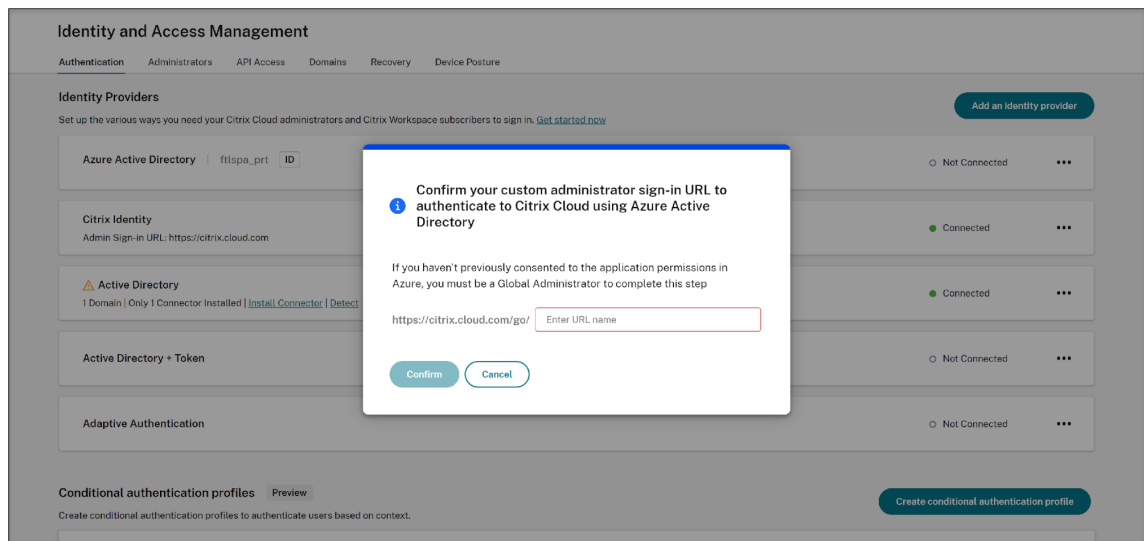 Identity and Access Management
Authentication Administrators API Access Domains Recovery Device Posture
Identity Providers
Add an identity provider
Set up the various ways you need your Citrix Cloud administrators and Citrix Workspace subscribers to sign in. Get started now
Azure Active Directory | ftlspa_prt ID
Not Connected
Citrix Identity
Admin Sign-in URL: https://citrix.cloud.com
Connected
Active Directory
1 Domain | Only 1 Connector Installed | Install Connector | Detect
Connected
Active Directory + Token
Not Connected
Adaptive Authentication
Not Connected
Confirm your custom administrator sign-in URL to
authenticate to Citrix Cloud using Azure Active
Directory
If you haven't previously consented to the application permissions in
Azure, you must be a Global Administrator to complete this step
https://citrix.cloud.com/go/ Enter URL name
Confirm Cancel
Conditional authentication profiles Preview
Create conditional authentication profile
Create conditional authentication profiles to authenticate users based on context.